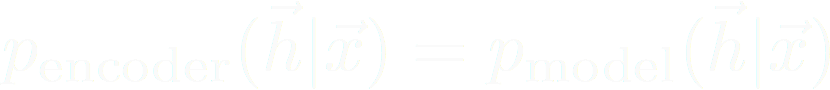 p_encoder(h⃗|x⃗) = p_model(h⃗|x⃗)